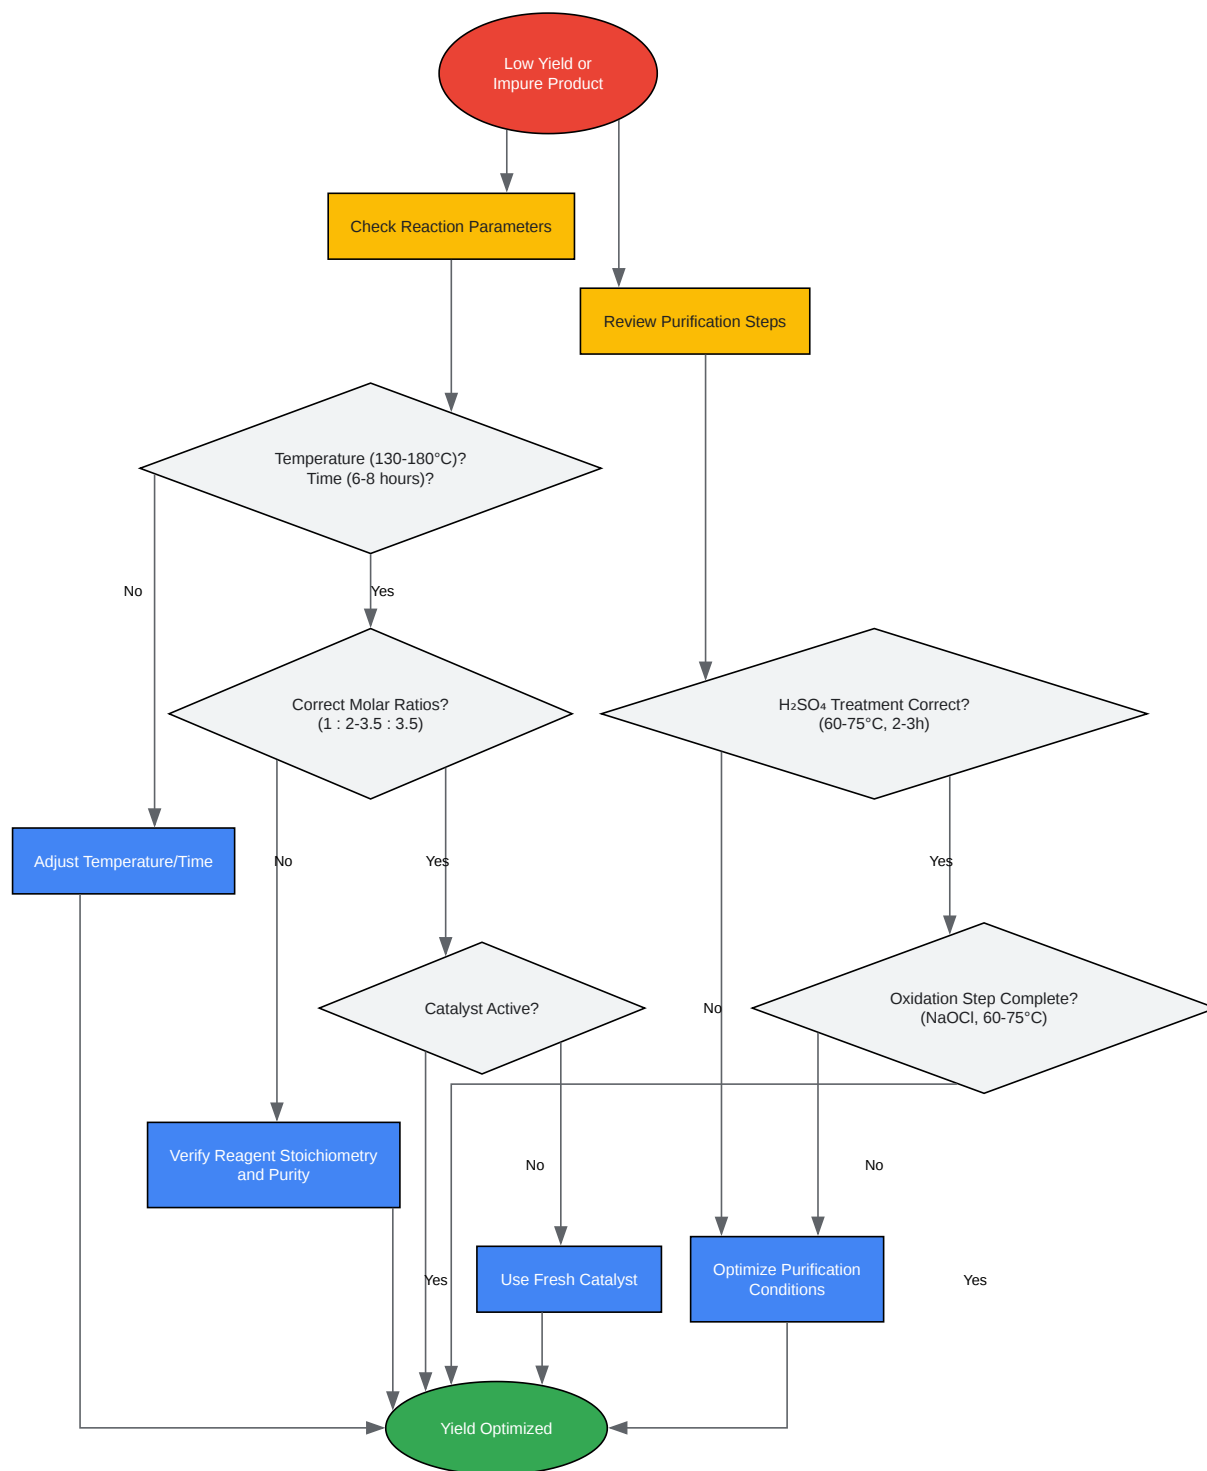 Low Yield or
Impure Product
Check Reaction Parameters
Review Purification Steps
Temperature (130-180°C)?
Time (6-8 hours)?
No
Yes
Correct Molar Ratios?
(1 : 2-3.5 : 3.5)
H₂SO₄ Treatment Correct?
(60-75°C, 2-3h)
Adjust Temperature/Time
No
Yes
Yes
Catalyst Active?
No
Oxidation Step Complete?
(NaOCl, 60-75°C)
Verify Reagent Stoichiometry
and Purity
No
No
Yes
Use Fresh Catalyst
Optimize Purification
Conditions
Yes
Yield Optimized